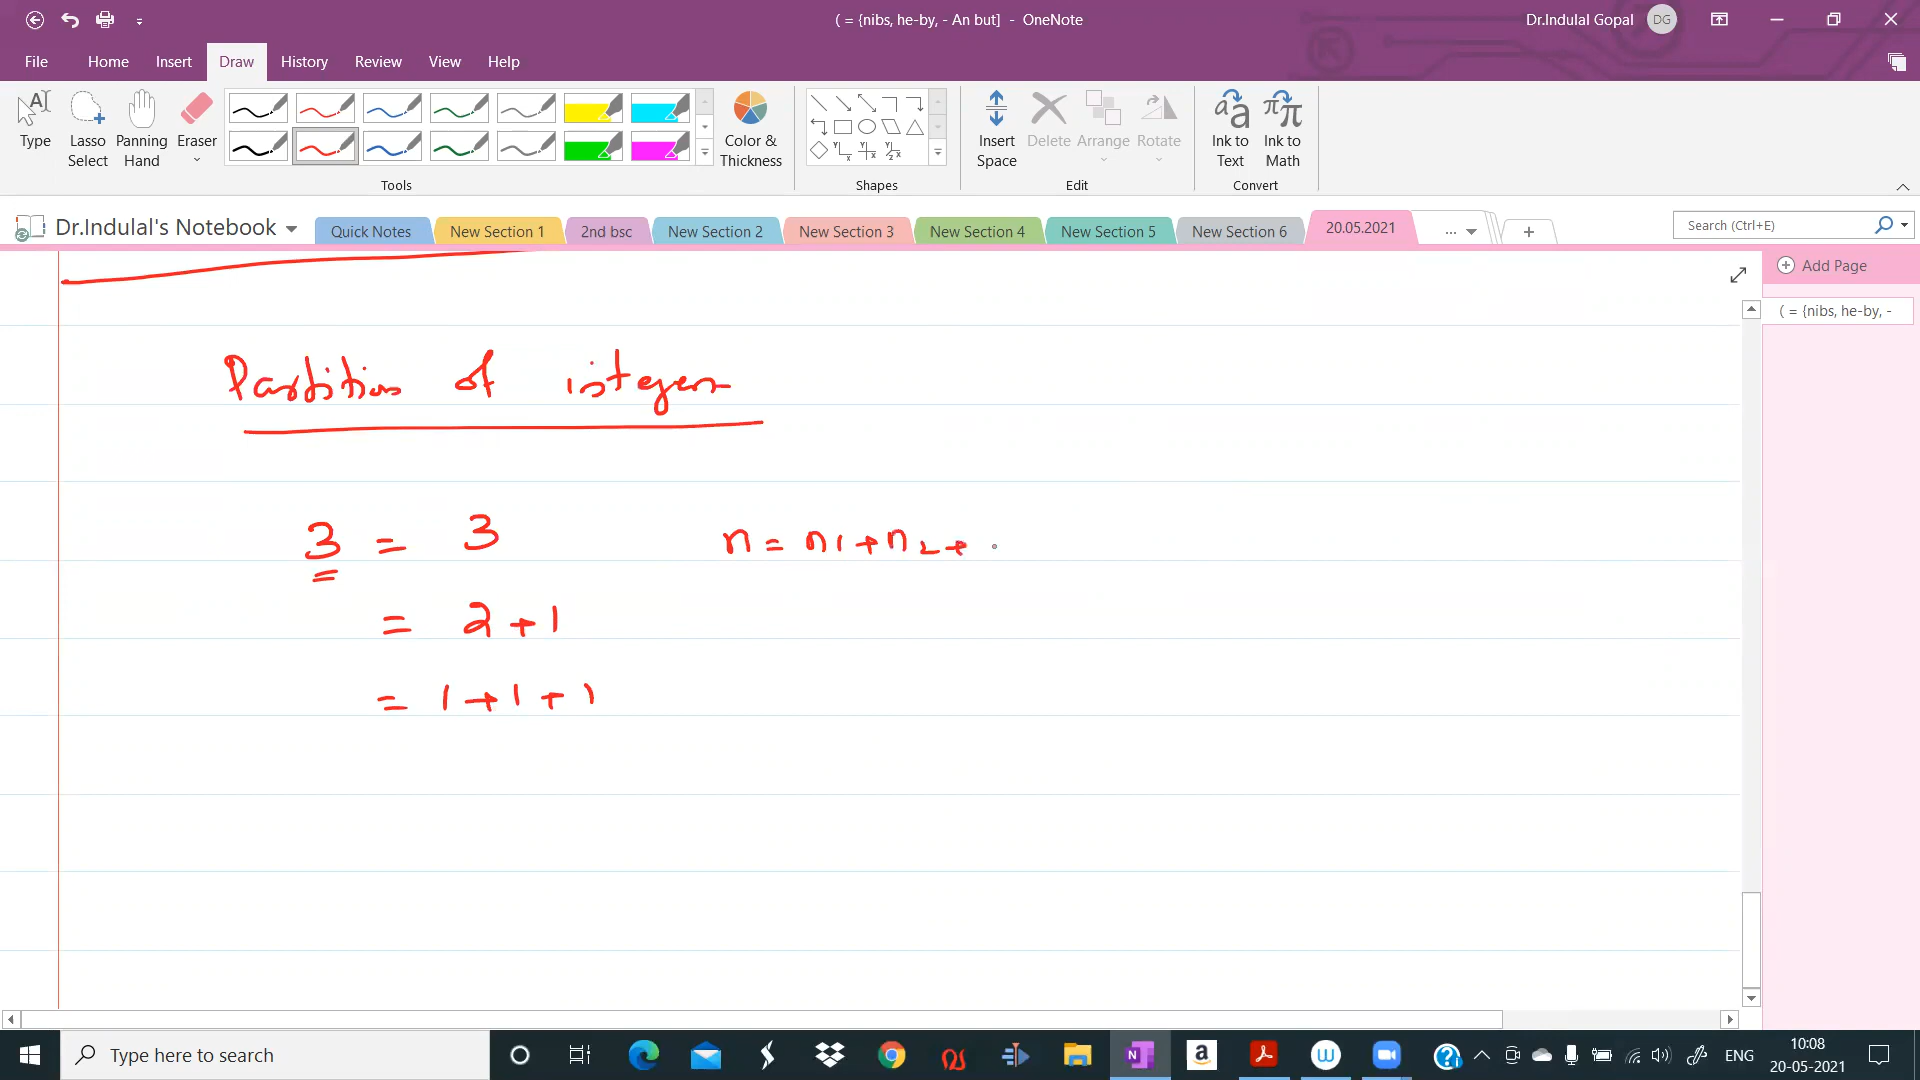 ( = {nibs, he-by, - An but] - OneNote
Dr.Indulal Gopal
DG
File Home Insert Draw History Review View Help
Type
Lasso Select
Panning Hand
Eraser
Color & Thickness
Insert Space
Delete
Arrange
Rotate
Ink to Text
Ink to Math
Tools
Shapes
Edit
Convert
Dr.Indulal's Notebook
Quick Notes
New Section 1
2nd bsc
New Section 2
New Section 3
New Section 4
New Section 5
New Section 6
20.05.2021
...
Search (Ctrl+E)
Add Page
( = {nibs, he-by, -
Partition of integers
3 = 3
n = n1 + n2 +
= 2 + 1
= 1 + 1 + 1
Type here to search
ENG
10:08
20-05-2021